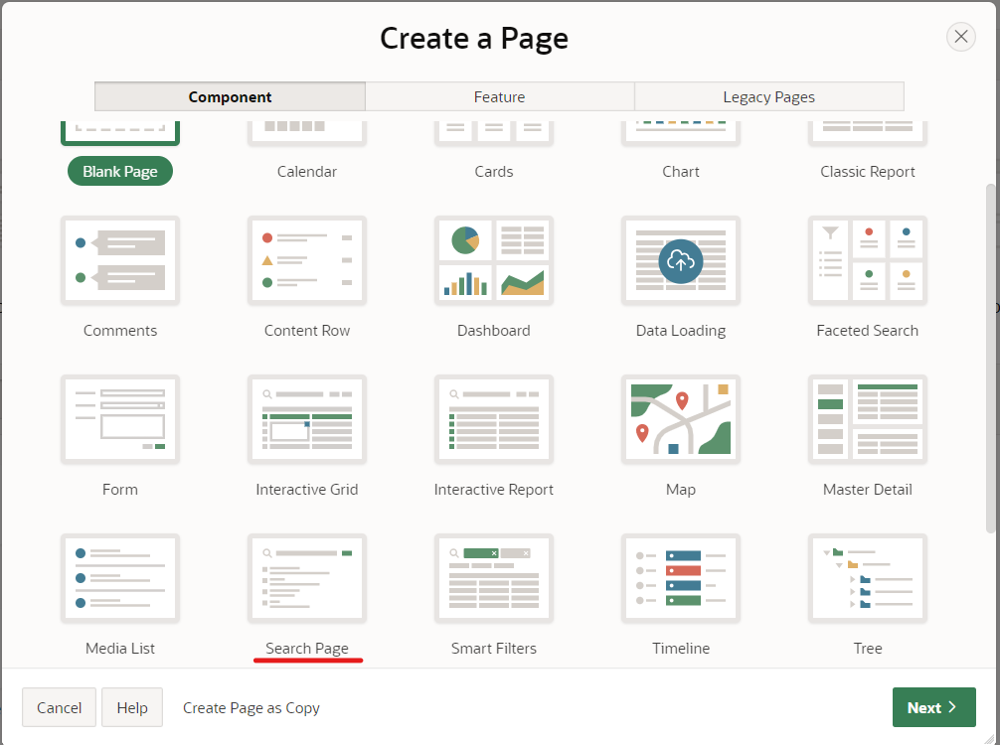 Create a Page
Component Feature Legacy Pages
Blank Page Calendar Cards Chart Classic Report
Comments Content Row Dashboard Data Loading Faceted Search
Form Interactive Grid Interactive Report Map Master Detail
Media List Search Page Smart Filters Timeline Tree
Cancel Help Create Page as Copy Next